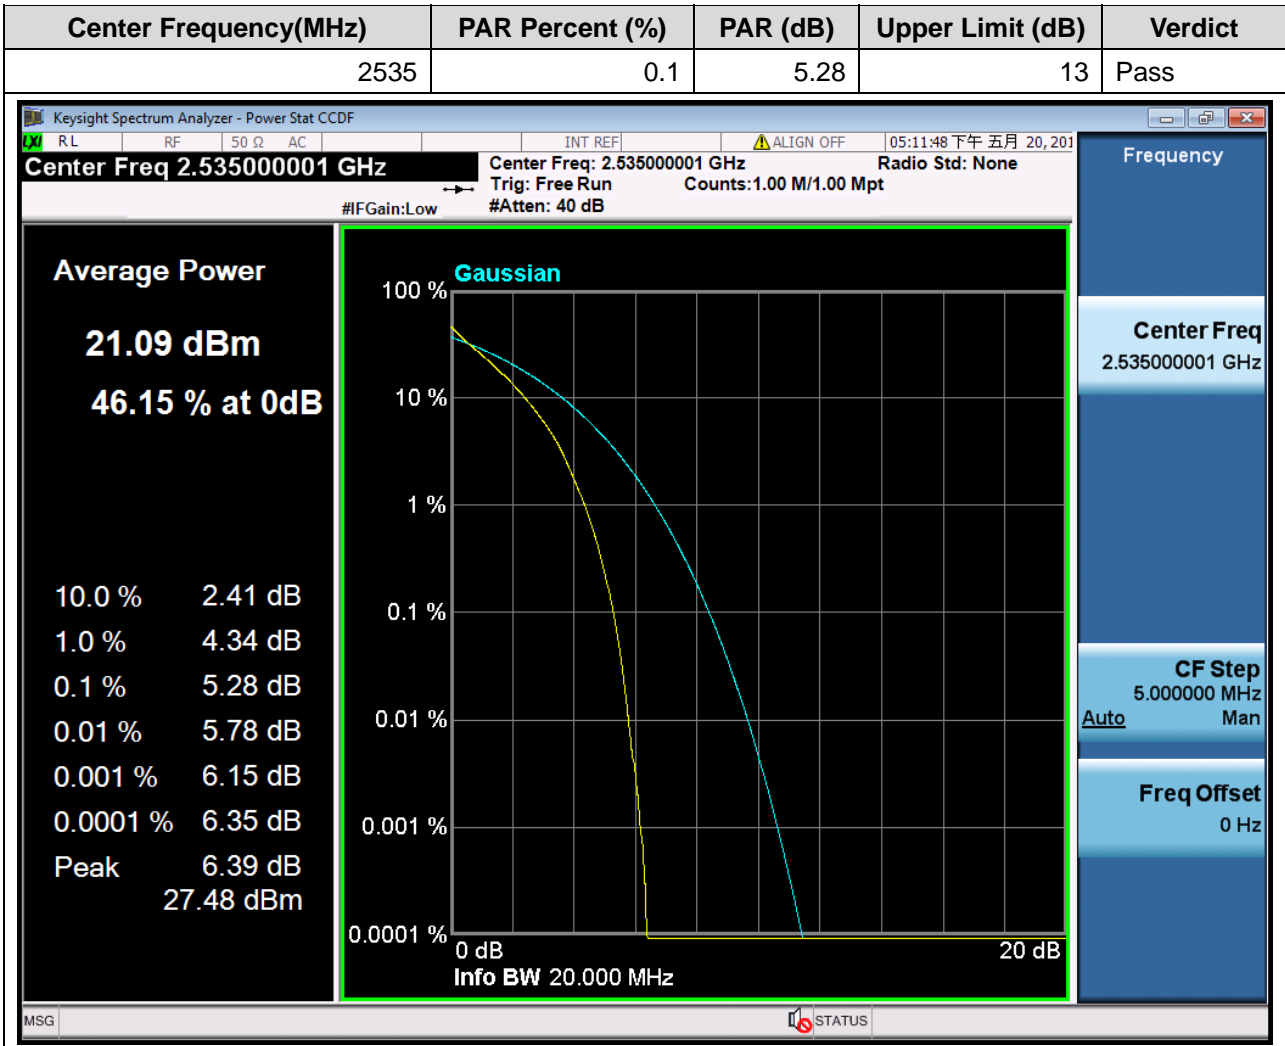 Center Frequency(MHz) PAR Percent (%) PAR (dB) Upper Limit (dB) Verdict
2535 0.1 5.28 13 Pass
Keysight Spectrum Analyzer - Power Stat CCDF
LXI RL RF 50 Ω AC INT REF ALIGN OFF 05:11:48 下午 五月 20, 201
Center Freq 2.535000001 GHz
Center Freq: 2.535000001 GHz Radio Std: None
Trig: Free Run Counts:1.00 M/1.00 Mpt
#IFGain:Low #Atten: 40 dB
Frequency
Average Power
21.09 dBm
46.15 % at 0dB
10.0 % 2.41 dB
1.0 % 4.34 dB
0.1 % 5.28 dB
0.01 % 5.78 dB
0.001 % 6.15 dB
0.0001 % 6.35 dB
Peak 6.39 dB
27.48 dBm
Gaussian
100 %
10 %
1 %
0.1 %
0.01 %
0.001 %
0.0001 %
0 dB 20 dB
Info BW 20.000 MHz
Center Freq
2.535000001 GHz
CF Step
5.000000 MHz
Auto Man
Freq Offset
0 Hz
MSG STATUS